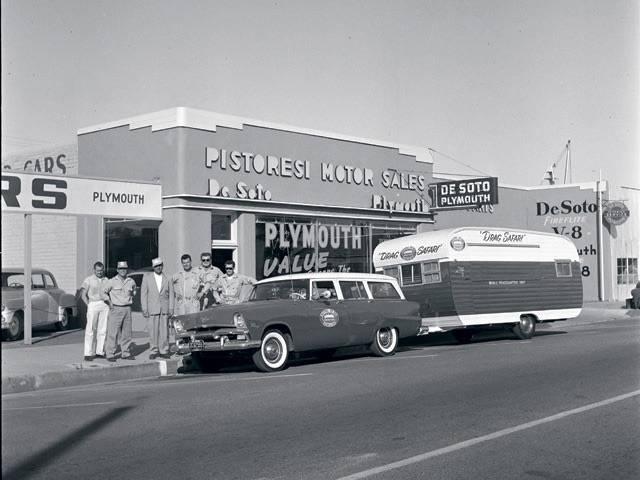 PISTORESI MOTOR SALES
De Soto
Plymouth
CARS
RS
PLYMOUTH
PLYMOUTH
VALUE
DE SOTO
PLYMOUTH
DeSoto
FIREFLITE
V-8
"DRAG SAFARI"
"DRAG SAFARI"